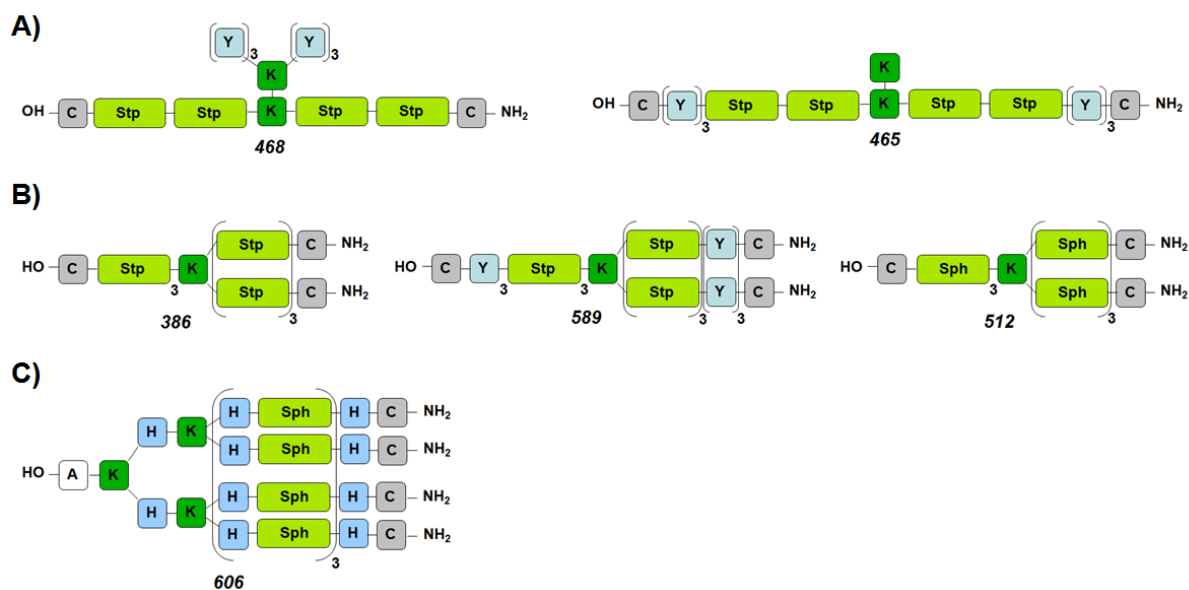 A)
Y 3 Y 3
K
OH C Stp Stp K Stp Stp C NH2
468
K
OH C Y 3 Stp Stp K Stp Stp Y 3 C NH2
465
B)
Stp C NH2
HO C Stp 3 K
Stp 3 C NH2
386
Stp Y C NH2
HO C Y 3 Stp 3 K
Stp 3 Y 3 C NH2
589
Sph C NH2
HO C Sph 3 K
Sph 3 C NH2
512
C)
H Sph H C NH2
H K
H Sph H C NH2
HO A K
H Sph H C NH2
H K
H Sph 3 H C NH2
606